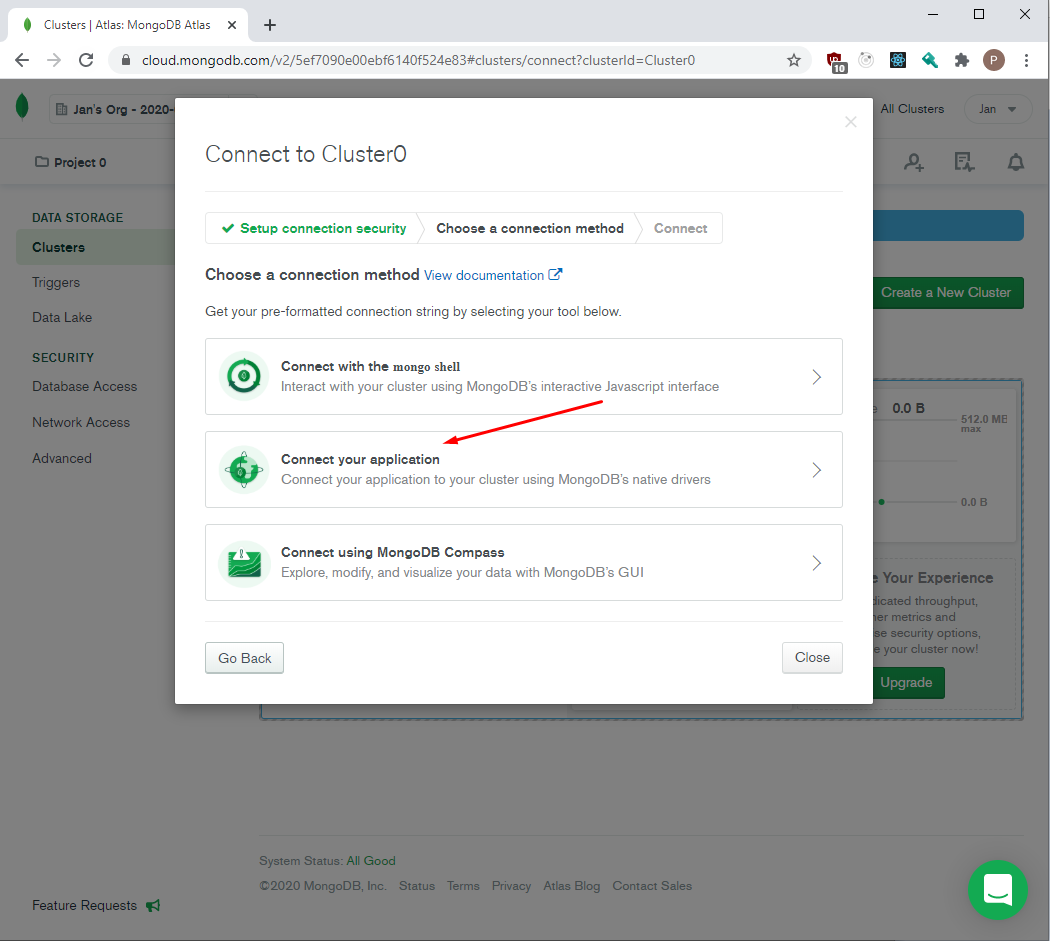 Clusters | Atlas: MongoDB Atlas
cloud.mongodb.com/v2/5ef7090e00ebf6140f524e83#clusters/connect?clusterId=Cluster0
10
P
Jan's Org - 2020-
All Clusters
Jan
Project 0
DATA STORAGE
Clusters
Triggers
Data Lake
SECURITY
Database Access
Network Access
Advanced
Feature Requests
Connect to Cluster0
Setup connection security
Choose a connection method
Connect
Choose a connection method View documentation
Get your pre-formatted connection string by selecting your tool below.
Connect with the mongo shell
Interact with your cluster using MongoDB's interactive Javascript interface
Connect your application
Connect your application to your cluster using MongoDB's native drivers
Connect using MongoDB Compass
Explore, modify, and visualize your data with MongoDB's GUI
Go Back
Close
Create a New Cluster
0.0 B
512.0 MB
max
0.0 B
Your Experience
throughput,
metrics and
security options,
your cluster now!
Upgrade
System Status: All Good
©2020 MongoDB, Inc. Status Terms Privacy Atlas Blog Contact Sales